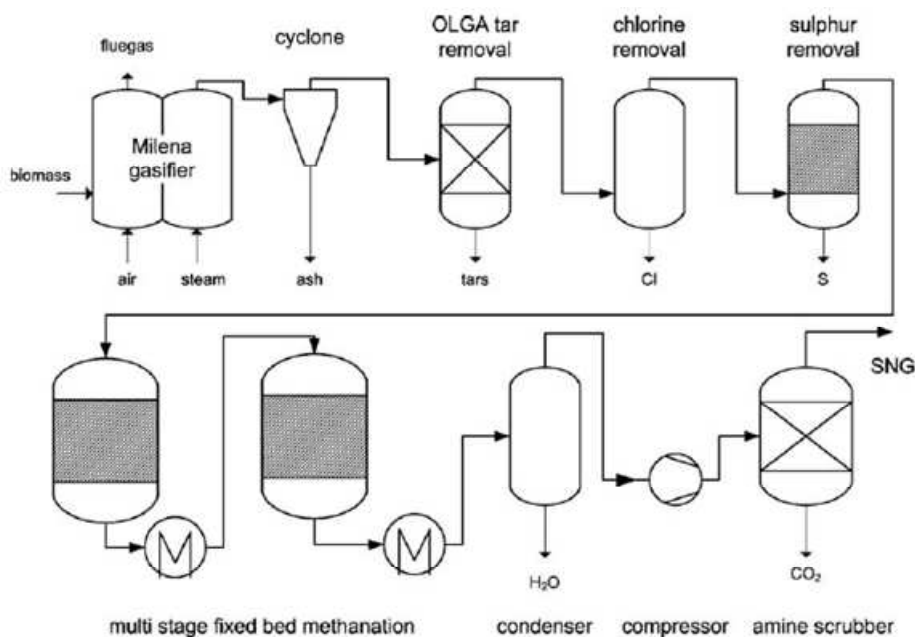 OLGA tar
removal
chlorine
removal
sulphur
removal
cyclone
fluegas
Milena
gasifier
biomass
air
steam
ash
tars
Cl
S
SNG
H₂O
CO₂
multi stage fixed bed methanation
condenser
compressor
amine scrubber